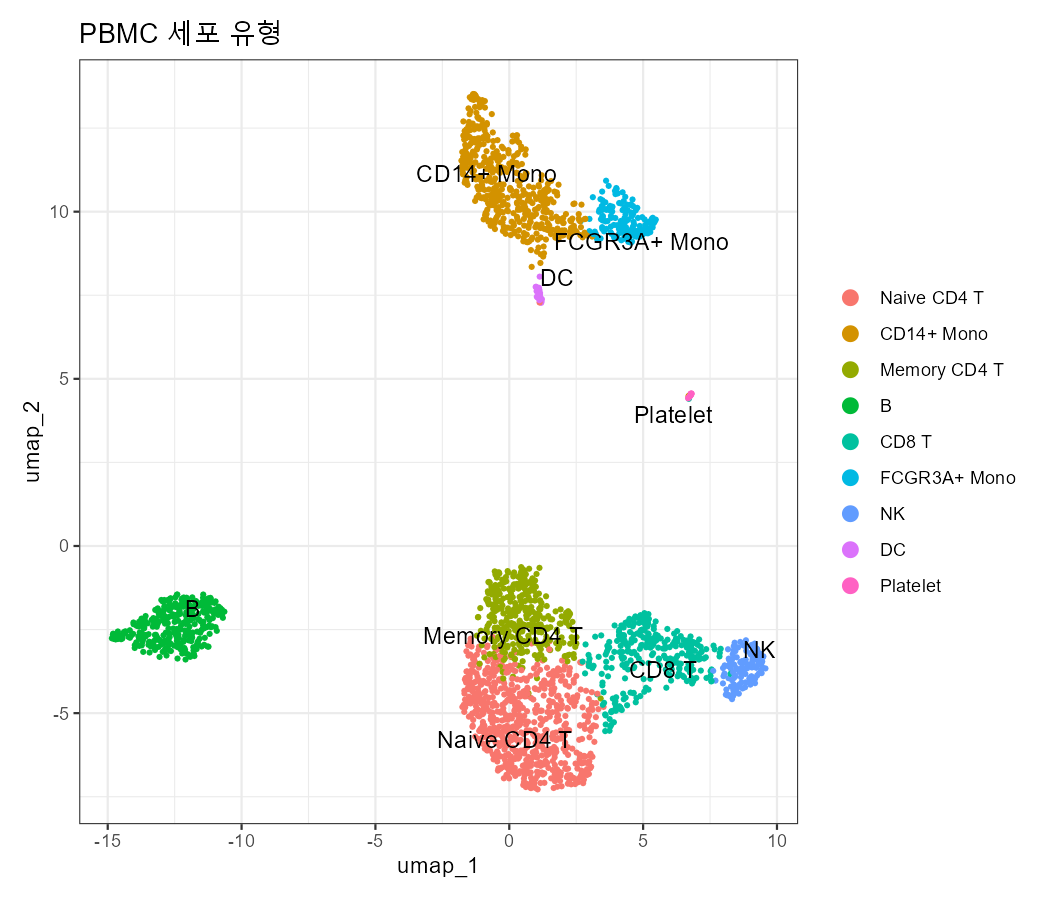 PBMC 세포 유형
CD14+ Mono
FCGR3A+ Mono
DC
Platelet
B
Memory CD4 T
NK
CD8 T
Naive CD4 T
10
5
0
-5
umap_2
-15
-10
-5
0
5
10
umap_1
Naive CD4 T
CD14+ Mono
Memory CD4 T
B
CD8 T
FCGR3A+ Mono
NK
DC
Platelet